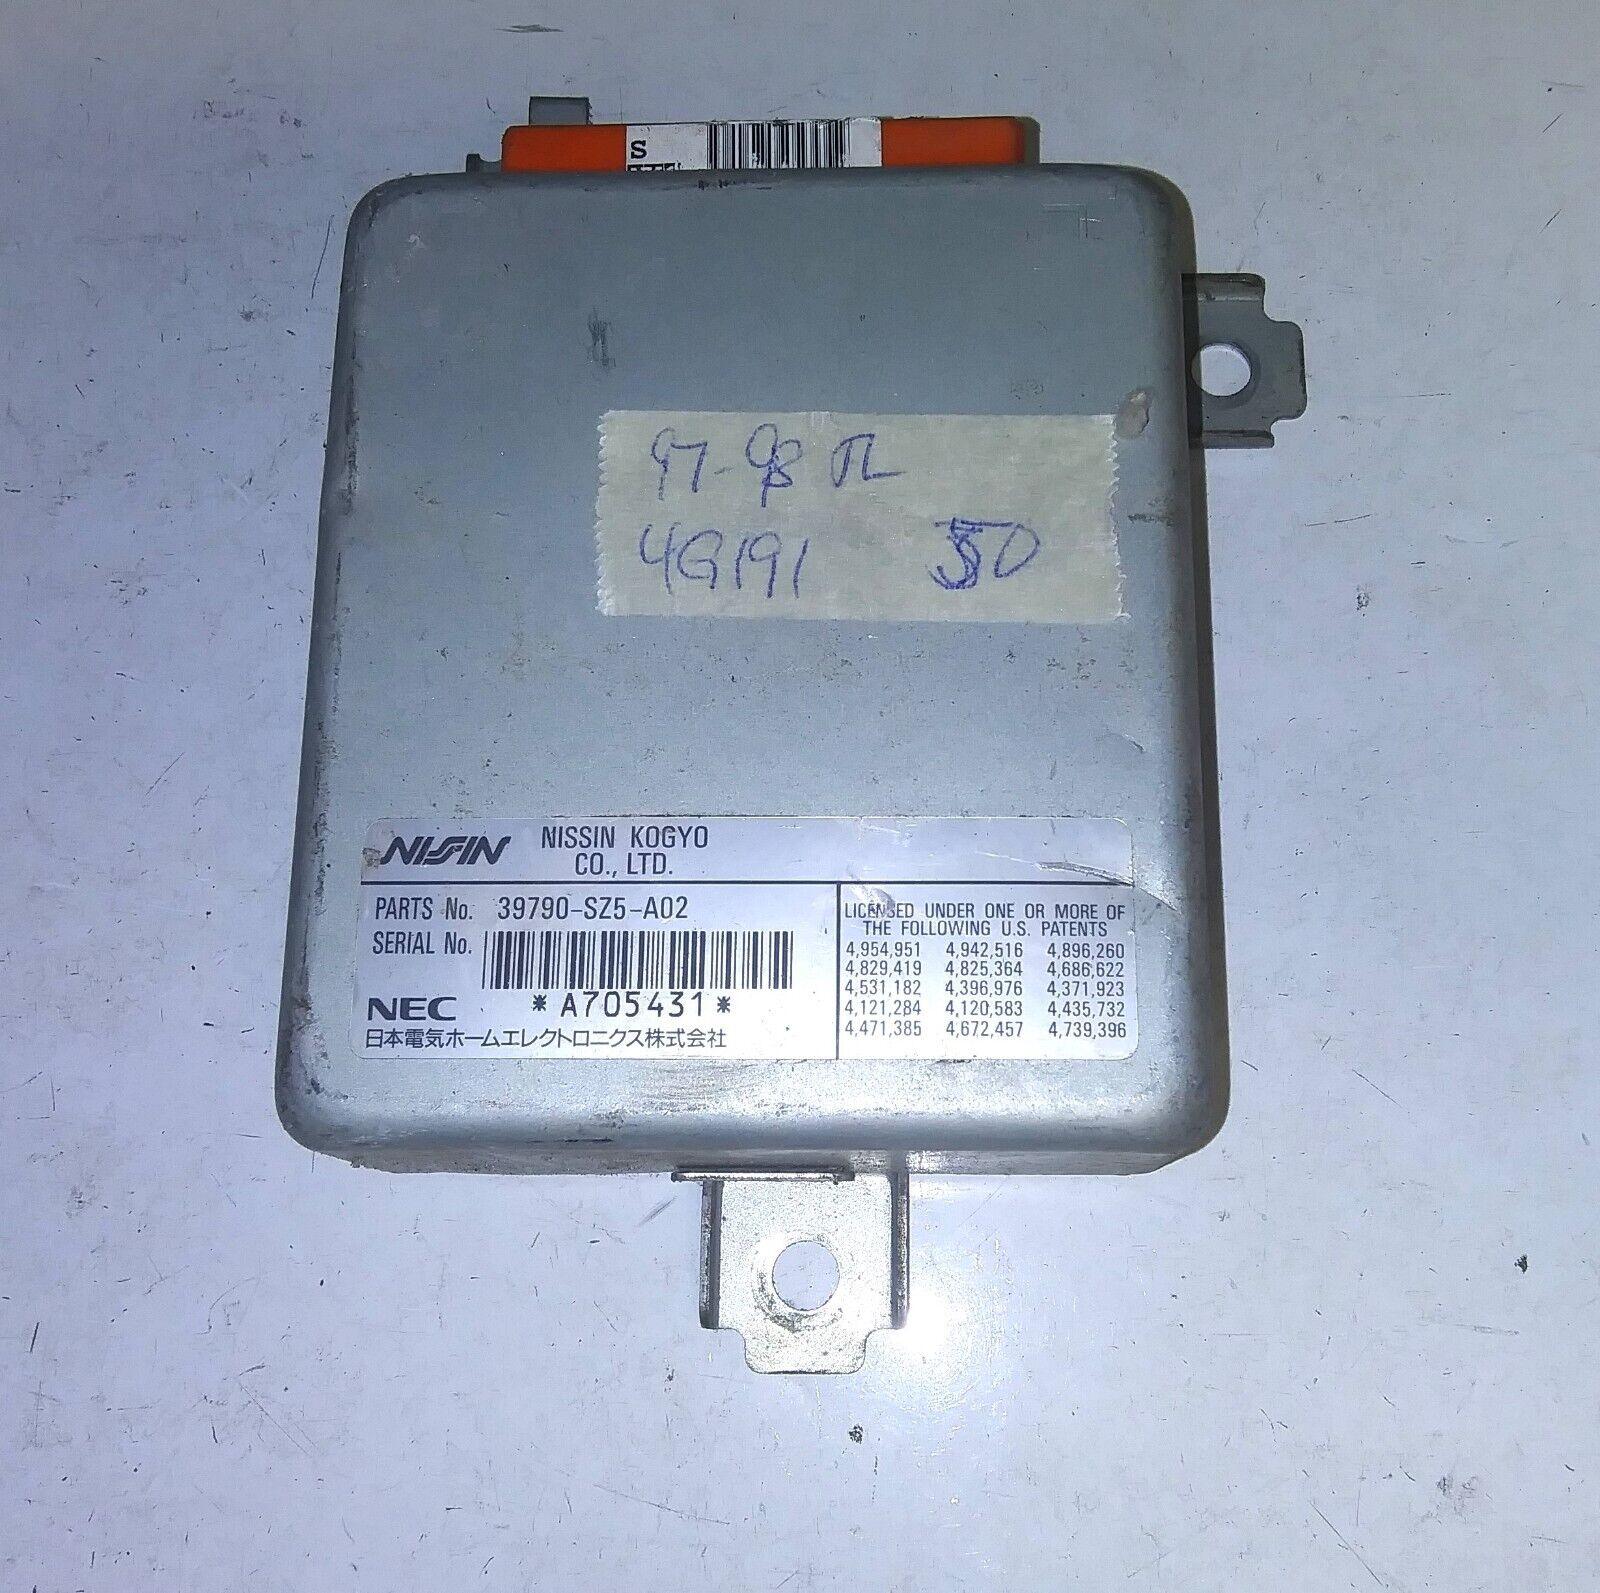 S
97-98 TL
4G191 50
NISSIN NISSIN KOGYO
CO., LTD.
PARTS No. 39790-SZ5-A02
SERIAL No.
*A705431*
NEC
日本電気ホームエレクトロニクス株式会社
LICENSED UNDER ONE OR MORE OF
THE FOLLOWING U.S. PATENTS
4,954,951 4,942,516 4,896,260
4,829,419 4,825,364 4,686,622
4,531,182 4,396,976 4,371,923
4,121,284 4,120,583 4,435,732
4,471,385 4,672,457 4,739,396